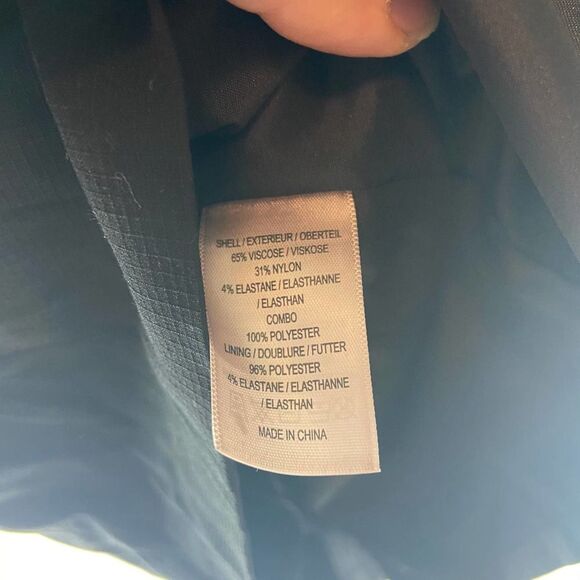 SHELL / EXTERIEUR / OBERTEIL
65% VISCOSE / VISKOSE
31% NYLON
4% ELASTANE / ELASTHANNE
/ ELASTHAN
COMBO
100% POLYESTER
LINING / DOUBLURE / FUTTER
96% POLYESTER
4% ELASTANE / ELASTHANNE
/ ELASTHAN
MADE IN CHINA